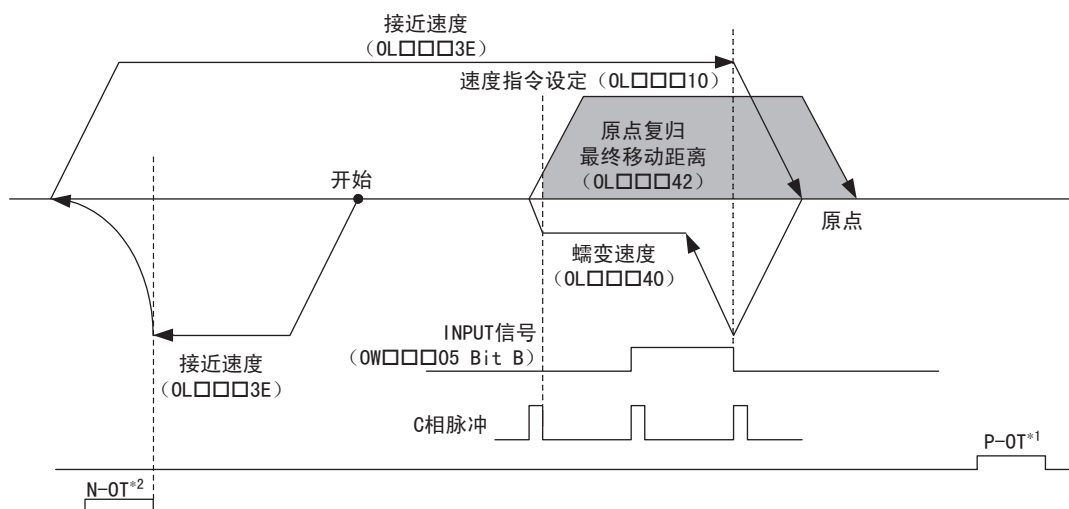 接近速度
（OL□□□3E）
速度指令设定（OL□□□10）
原点复归
最终移动距离
（OL□□□42）
开始
原点
蠕变速度
（OL□□□40）
INPUT信号
（OW□□□05 Bit B）
接近速度
（OL□□□3E）
C相脉冲
P-OT*1
N-OT*2